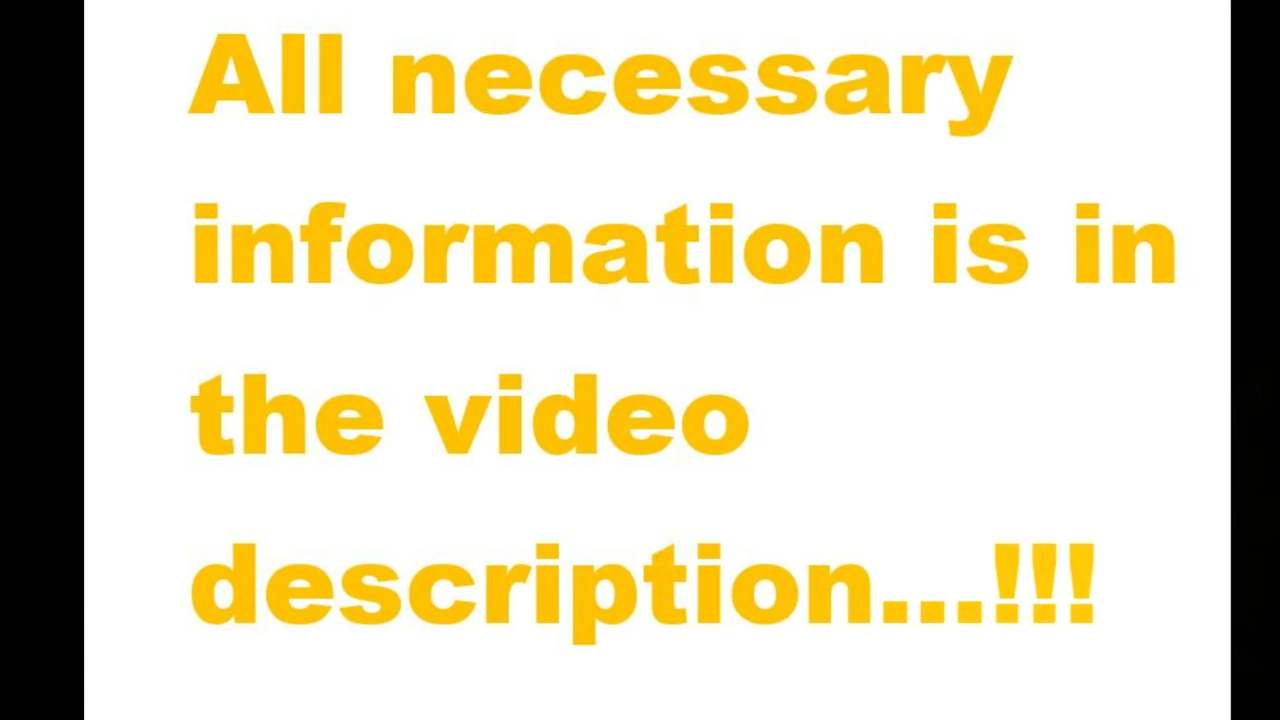 All necessary
information is in
the video
description...!!!